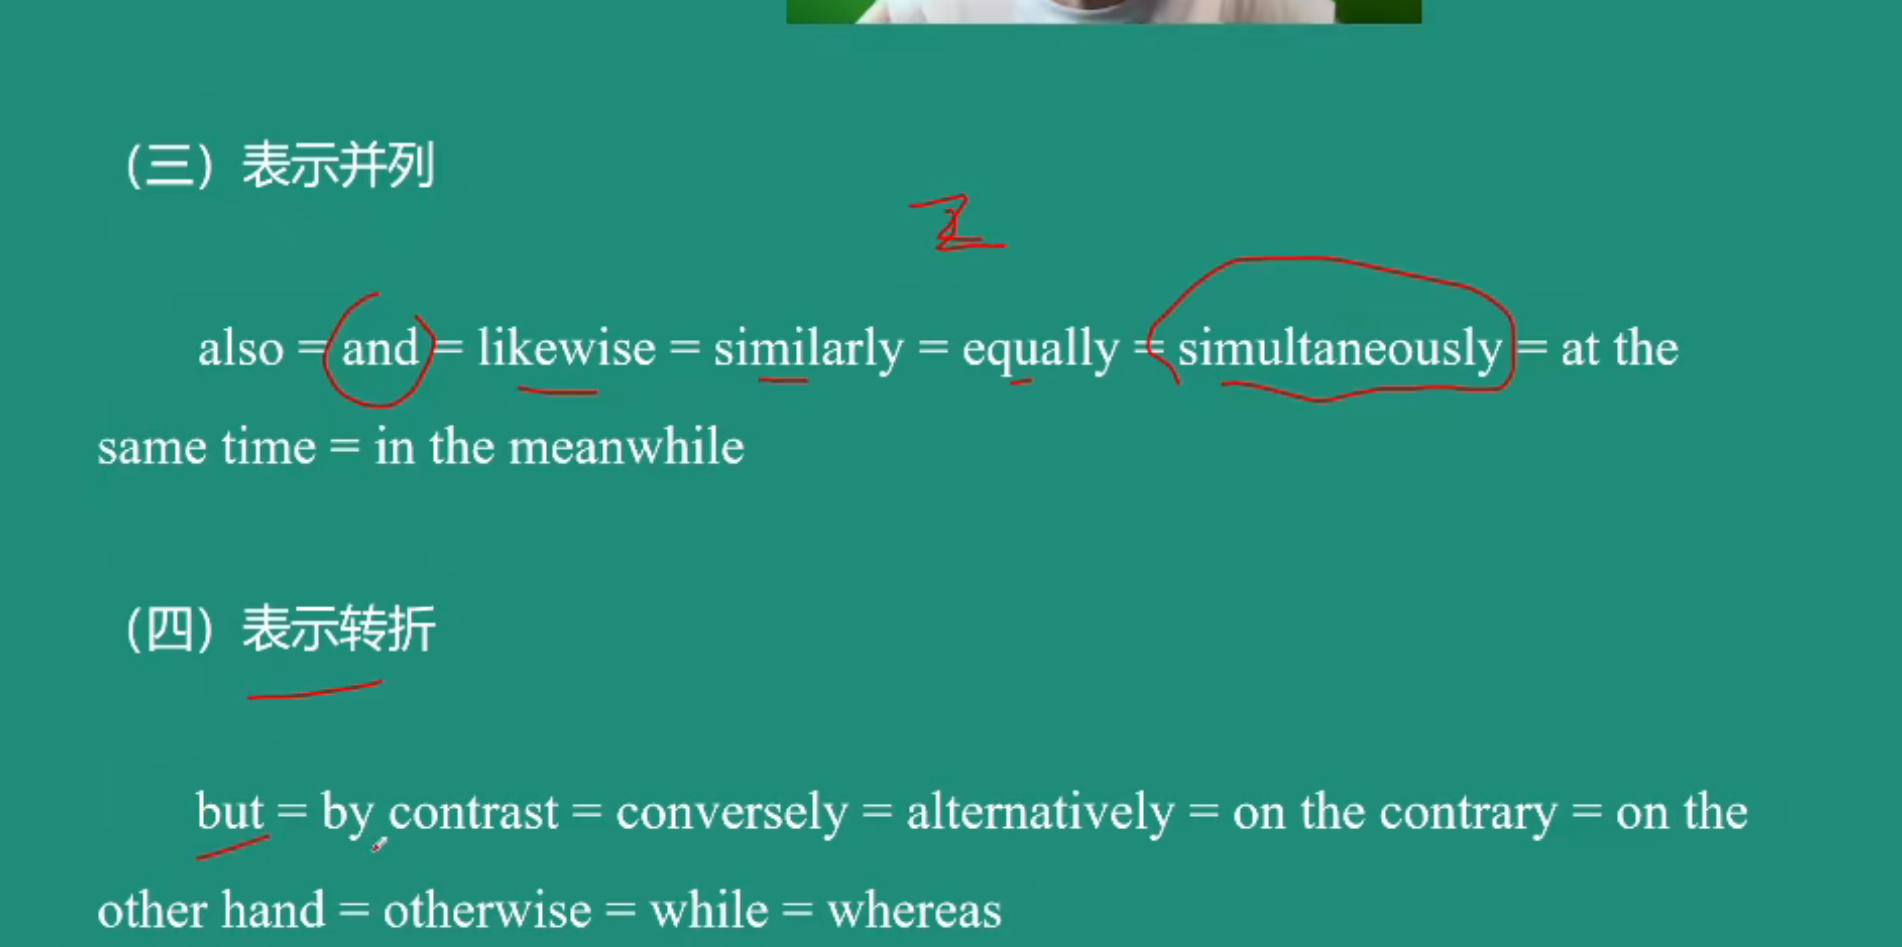 （三）表示并列
also = and = likewise = similarly = equally = simultaneously = at the
same time = in the meanwhile
（四）表示转折
but = by contrast = conversely = alternatively = on the contrary = on the
other hand = otherwise = while = whereas